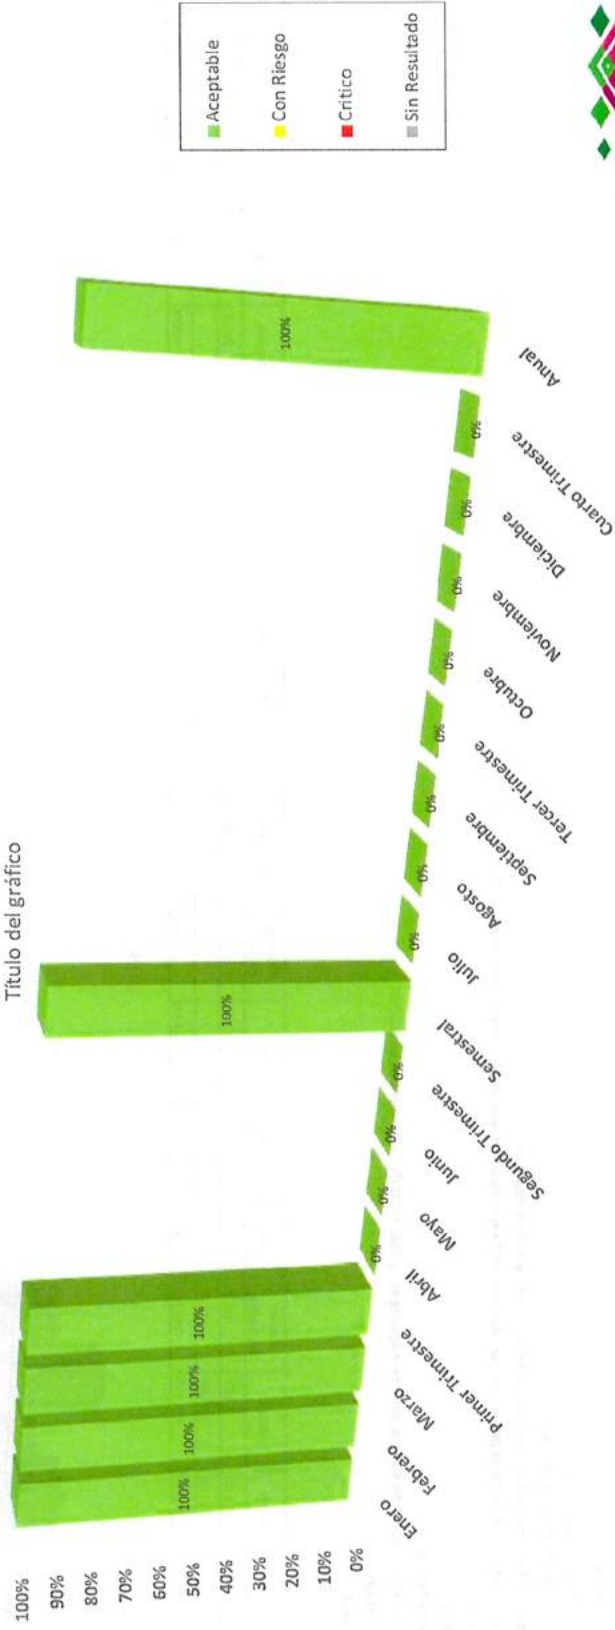 Título del gráfico
100%
90%
80%
70%
60%
50%
40%
30%
20%
10%
0%
100%
100%
100%
100%
0%
0%
0%
0%
100%
0%
0%
0%
0%
0%
0%
0%
0%
100%
Enero
Febrero
Marzo
Primer Trimestre
Abril
Mayo
Junio
Segundo Trimestre
Semestral
Julio
Agosto
Septiembre
Tercer Trimestre
Octubre
Noviembre
Diciembre
Cuarto Trimestre
Anual
Aceptable
Con Riesgo
Critico
Sin Resultado